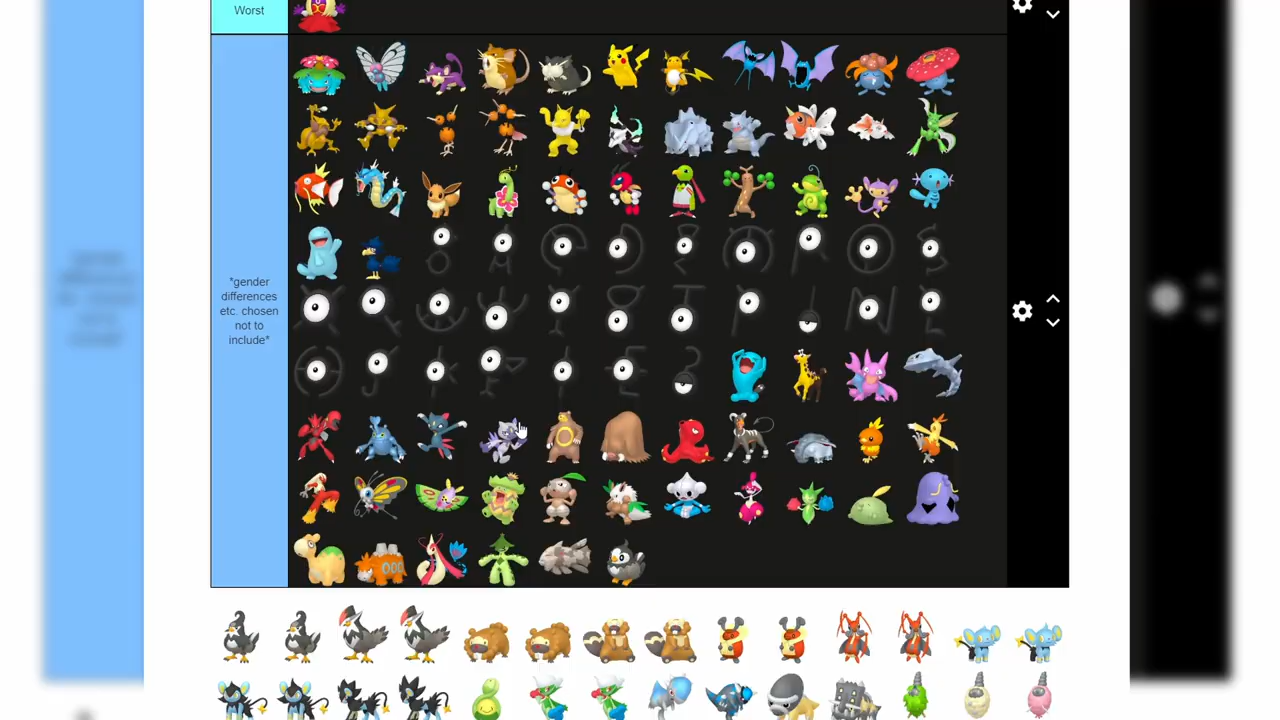 Worst
*gender
differences
etc. chosen
not to
include*